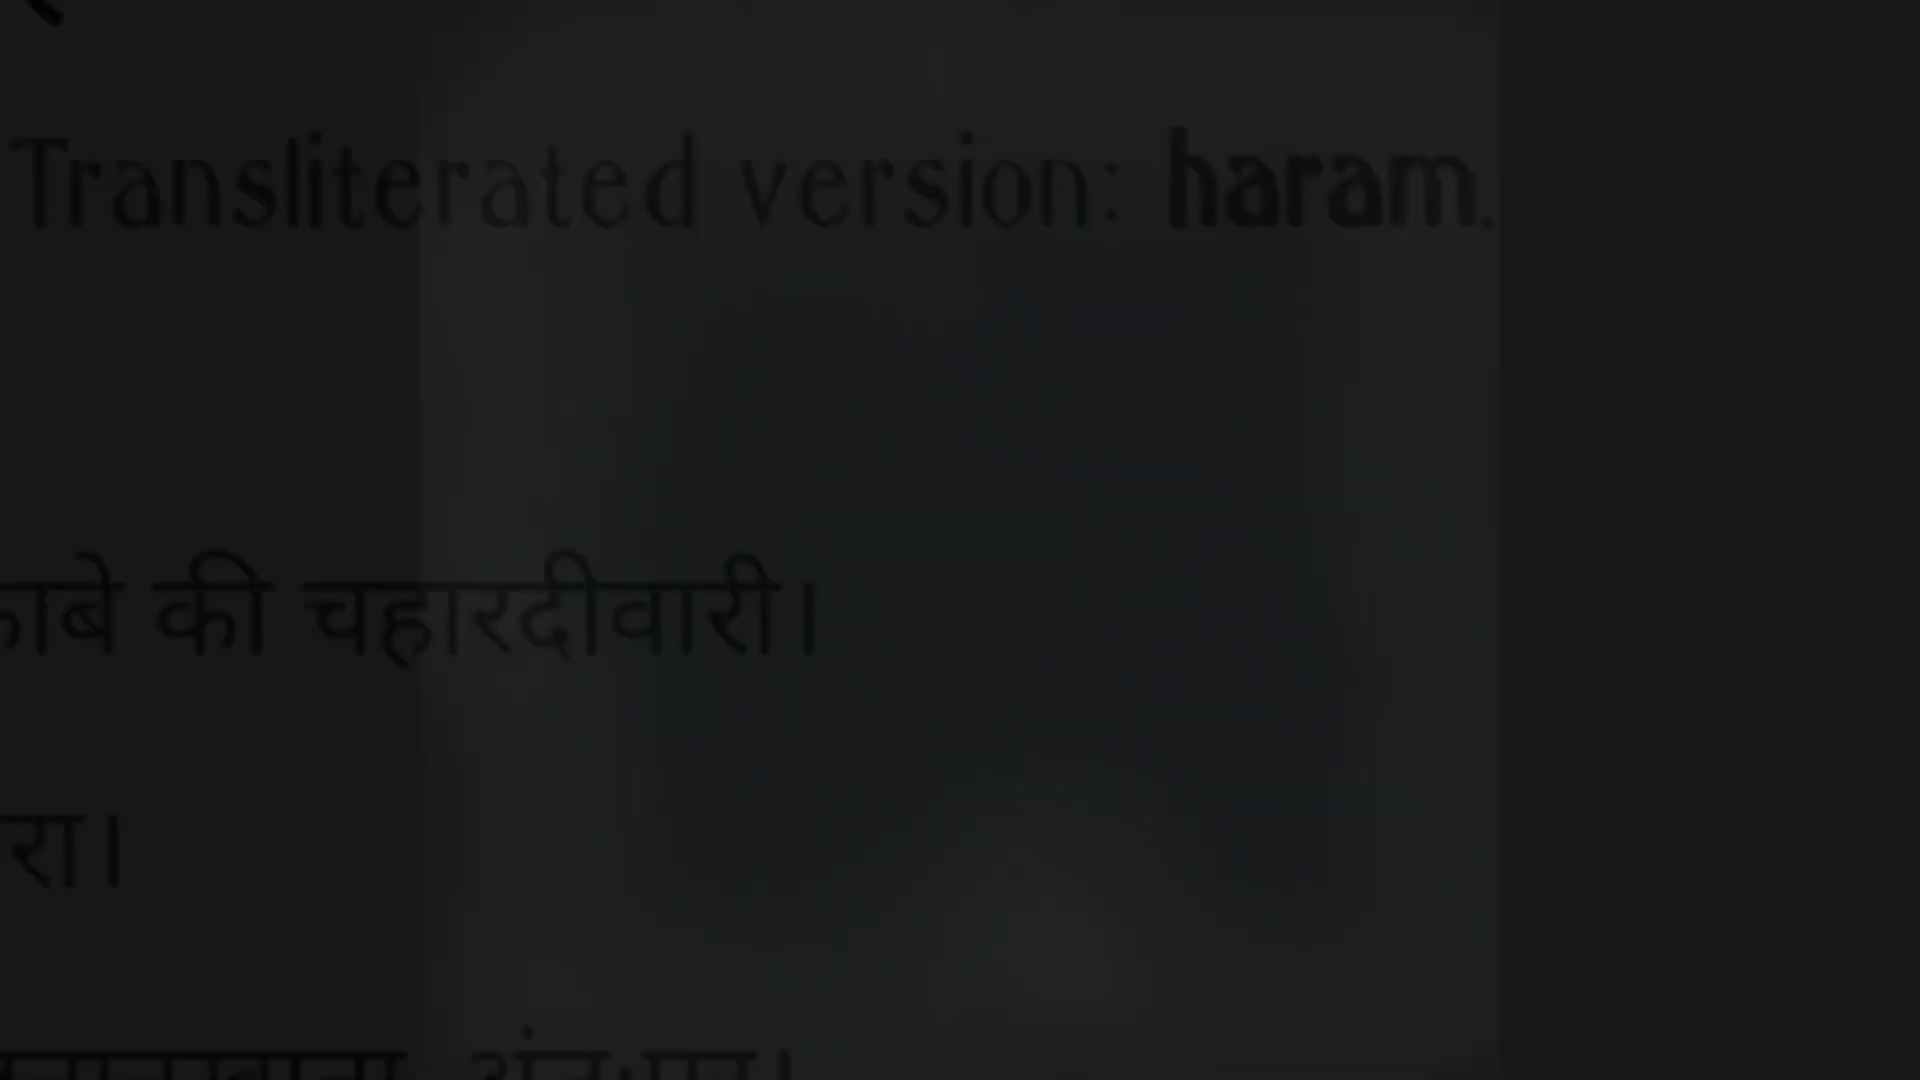 Transliterated version: haram.
काबे की चहारदीवारी।
रा।